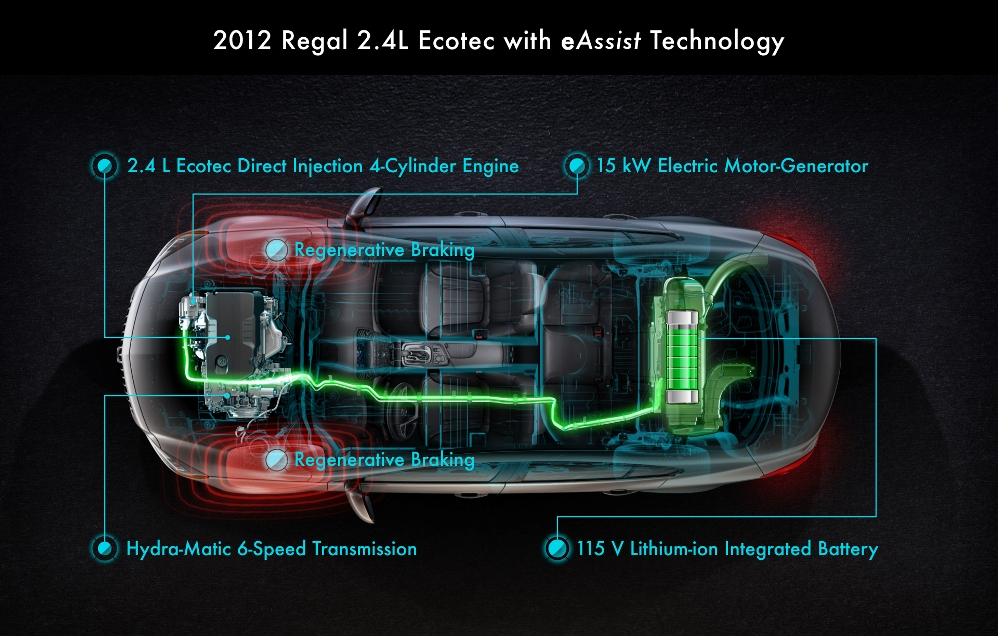 2012 Regal 2.4L Ecotec with eAssist Technology
2.4 L Ecotec Direct Injection 4-Cylinder Engine
15 kW Electric Motor-Generator
Regenerative Braking
Regenerative Braking
Hydra-Matic 6-Speed Transmission
115 V Lithium-ion Integrated Battery